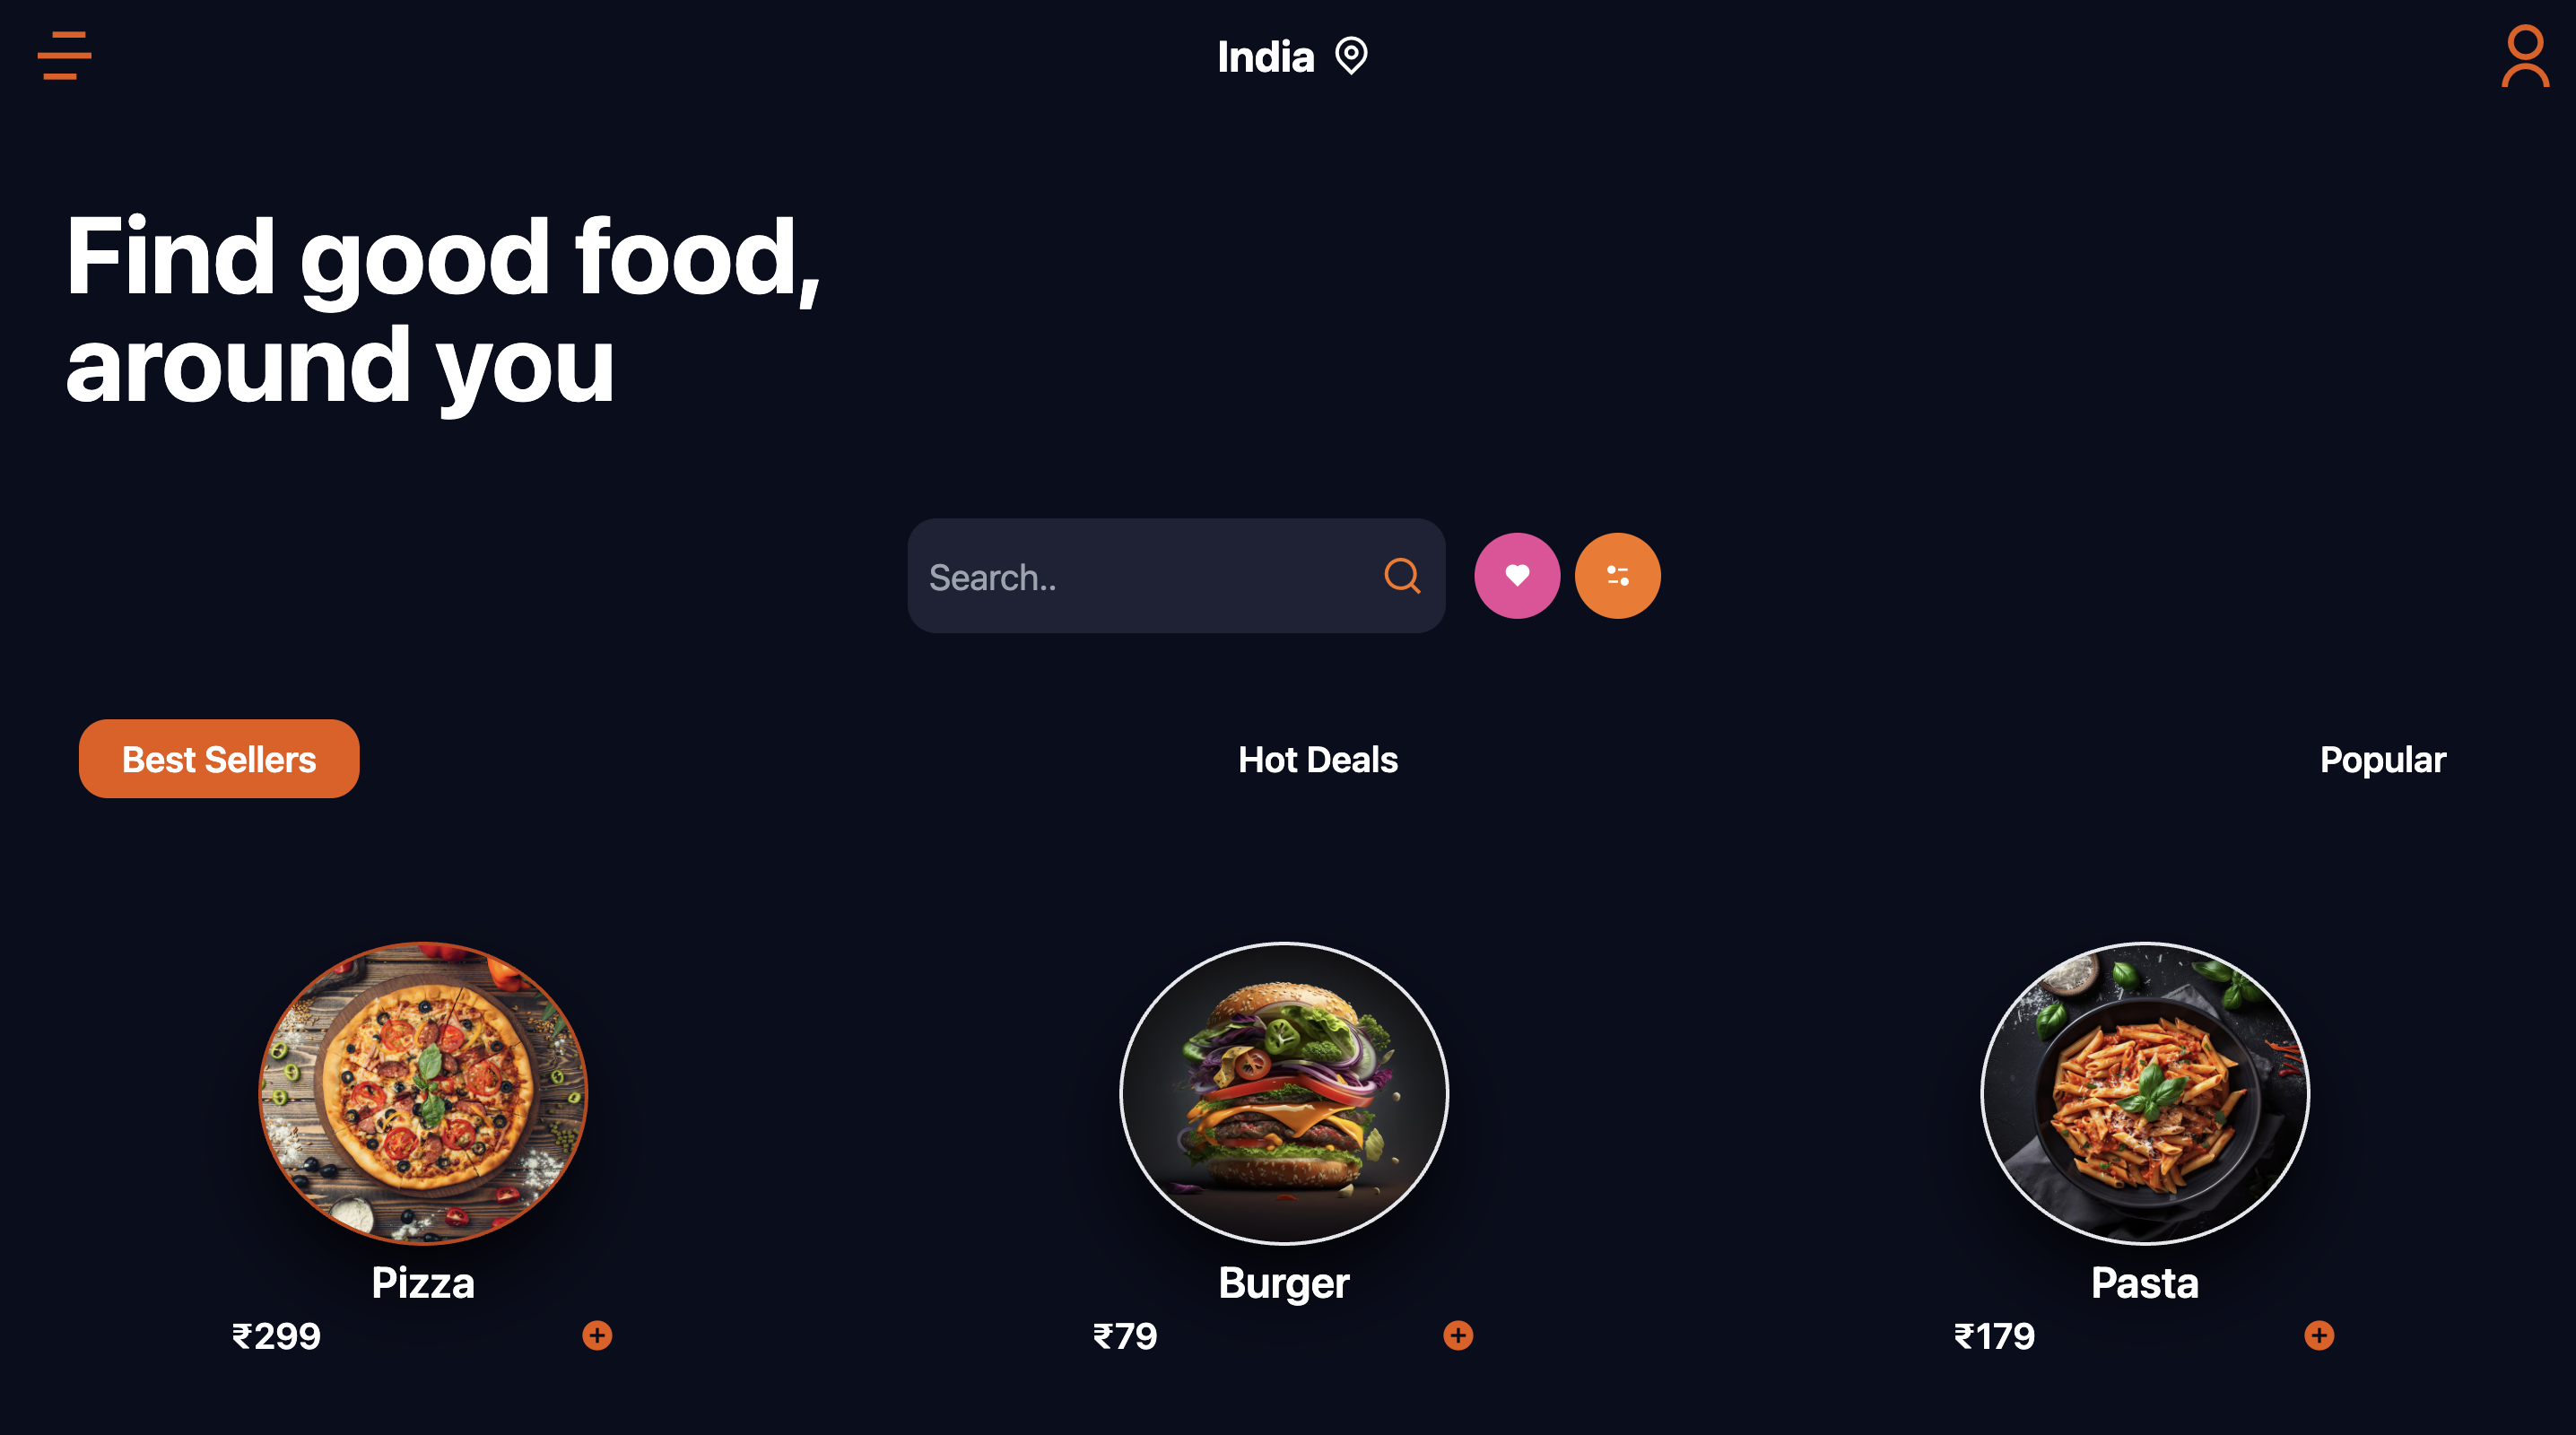 India
Find good food,
around you
Search..
Best Sellers
Hot Deals
Popular
Pizza
₹299
Burger
₹79
Pasta
₹179